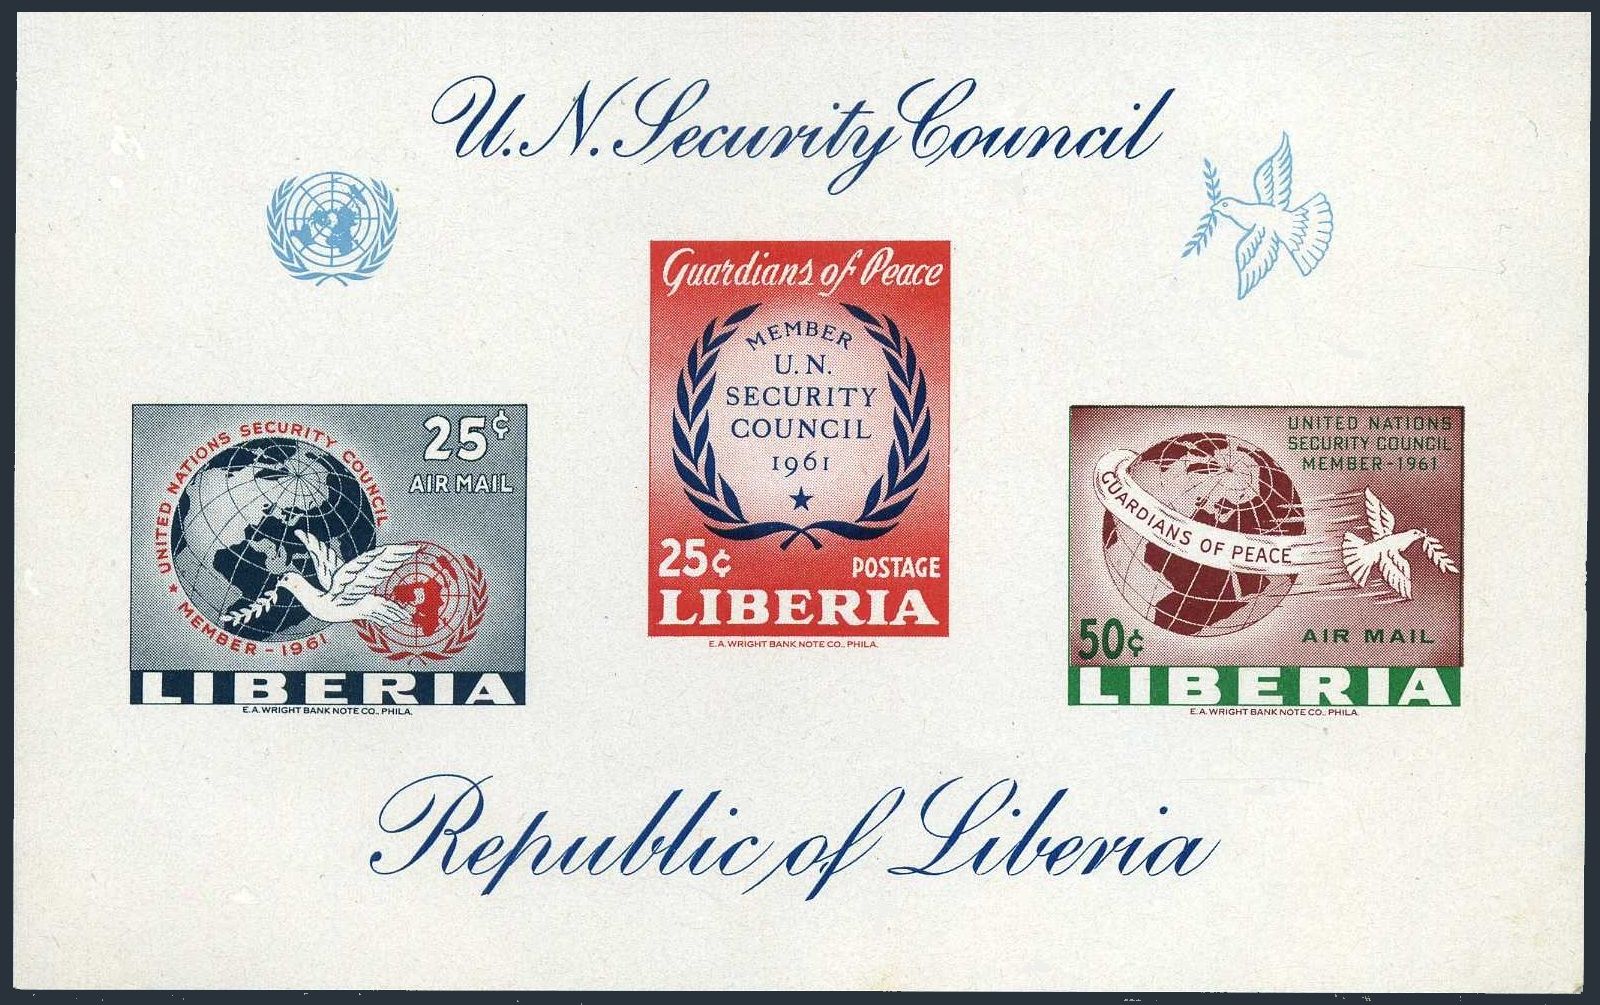 U.N. Security Council
UNITED NATIONS SECURITY COUNCIL
★ MEMBER - 1961
25¢
AIR MAIL
LIBERIA
E.A. WRIGHT BANK NOTE CO., PHILA.
Guardians of Peace
MEMBER
U.N.
SECURITY
COUNCIL
1961
25¢ POSTAGE
LIBERIA
E.A. WRIGHT BANK NOTE CO., PHILA.
UNITED NATIONS
SECURITY COUNCIL
MEMBER-1961
GUARDIANS OF PEACE
50¢ AIR MAIL
LIBERIA
E.A. WRIGHT BANK NOTE CO., PHILA.
Republic of Liberia